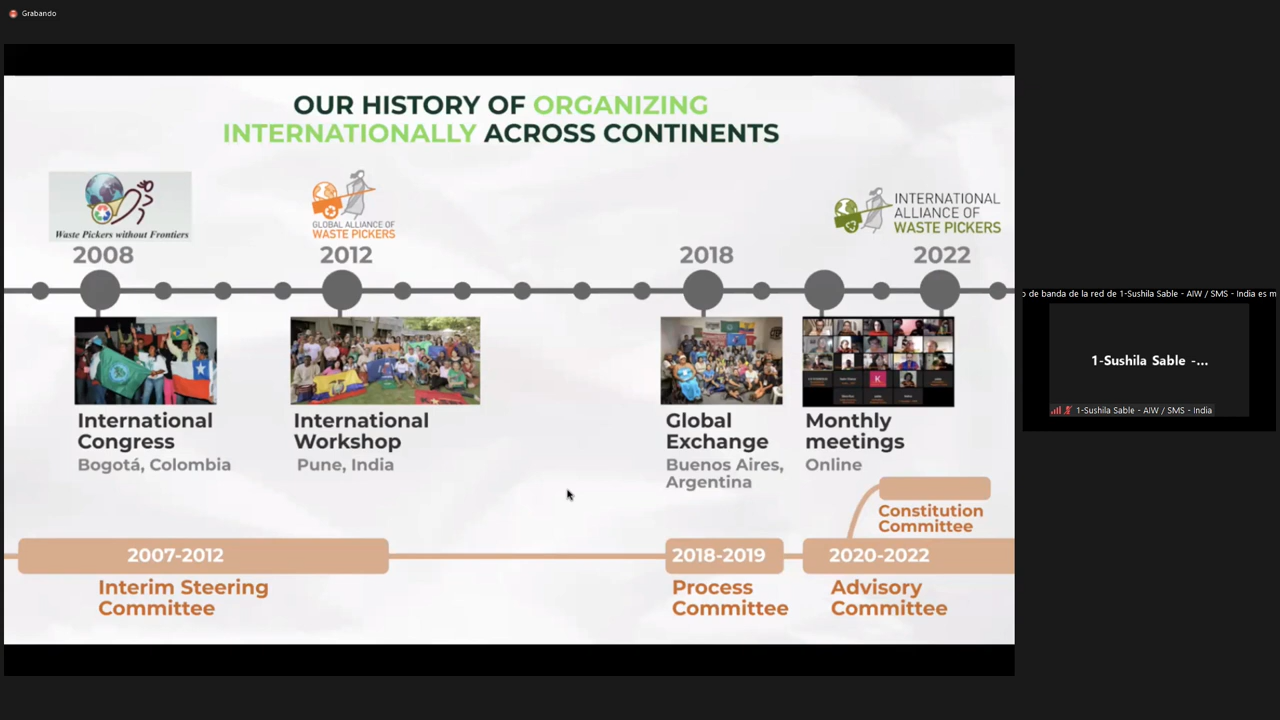 Grabando
OUR HISTORY OF ORGANIZING
INTERNATIONALLY ACROSS CONTINENTS
Waste Pickers without Frontiers
GLOBAL ALLIANCE OF
WASTE PICKERS
INTERNATIONAL
ALLIANCE OF
WASTE PICKERS
2008
2012
2018
2022
International
Congress
Bogotá, Colombia
International
Workshop
Pune, India
Global
Exchange
Buenos Aires,
Argentina
K
Monthly
meetings
Online
Constitution
Committee
2007-2012
Interim Steering
Committee
2018-2019
Process
Committee
2020-2022
Advisory
Committee
o de banda de la red de 1-Sushila Sable - AIW / SMS - India es m
1-Sushila Sable -...
1-Sushila Sable - AIW / SMS - India